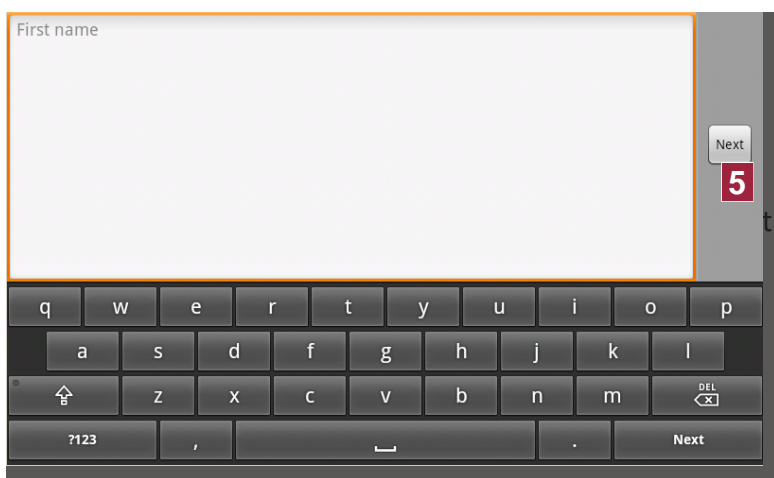 First name
Next
5
t
q w e r t y u i o p
a s d f g h j k l
z x c v b n m DEL
?123 , . Next